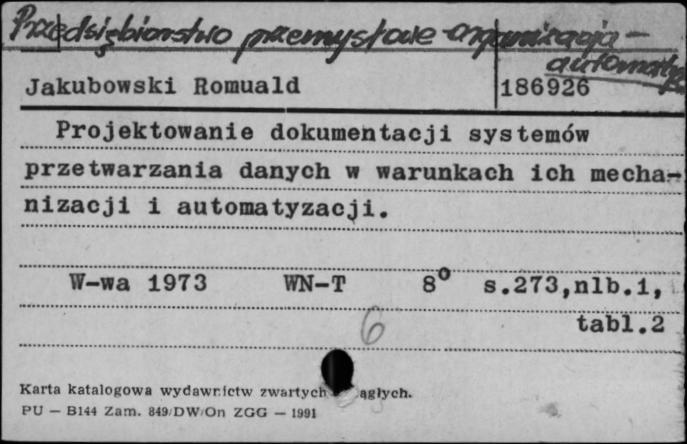 Przedsiębiorstwo przemysłowe - organizacja -
automatyz
Jakubowski Romuald 186926
Projektowanie dokumentacji systemów
przetwarzania danych w warunkach ich mecha-
nizacji i automatyzacji.
W-wa 1973 WN-T 8° s.273,nlb.1,
6 tabl.2
Karta katalogowa wydawnictw zwartych ągłych.
PU — B144 Zam. 849/DW/On ZGG — 1991